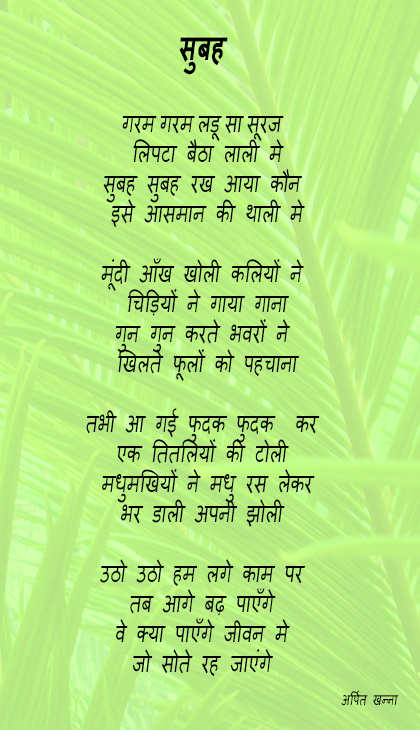 सुबह
गरम गरम लडू सा सूरज
लिपटा बैठा लाली मे
सुबह सुबह रख आया कौन
इसे आसमान की थाली मे
मूंदी आँख खोली कलियों ने
चिड़ियों ने गाया गाना
गुन गुन करते भवरों ने
खिलते फूलों को पहचाना
तभी आ गई फुदक फुदक कर
एक तितलियों की टोली
मधुमखियों ने मधु रस लेकर
भर डाली अपनी झोली
उठो उठो हम लगे काम पर
तब आगे बढ़ पाएँगे
वे क्या पाएँगे जीवन मे
जो सोते रह जाएंगे
अर्पित खन्ना